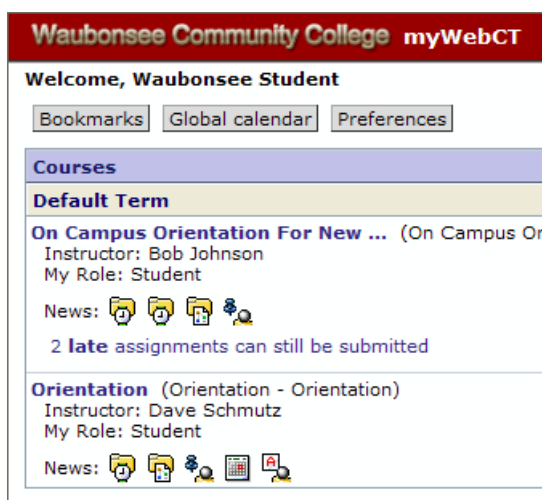 Waubonsee Community College myWebCT
Welcome, Waubonsee Student
Bookmarks Global calendar Preferences
Courses
Default Term
On Campus Orientation For New ... (On Campus Or
Instructor: Bob Johnson
My Role: Student
News:
2 late assignments can still be submitted
Orientation (Orientation - Orientation)
Instructor: Dave Schmutz
My Role: Student
News:
A